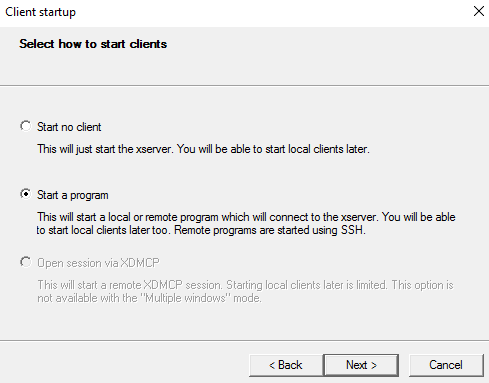 Client startup
Select how to start clients
Start no client
This will just start the xserver. You will be able to start local clients later.
Start a program
This will start a local or remote program which will connect to the xserver. You will be able
to start local clients later too. Remote programs are started using SSH.
Open session via XDMCP
This will start a remote XDMCP session. Starting local clients later is limited. This option is
not available with the "Multiple windows" mode.
< Back
Next >
Cancel